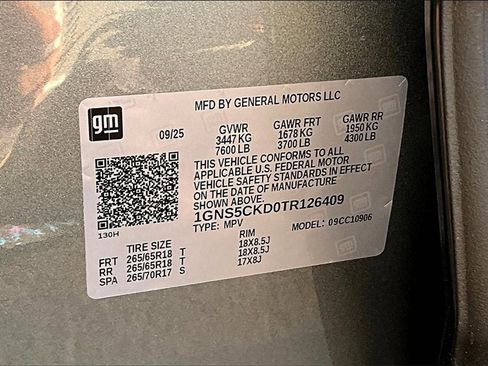 MFD BY GENERAL MOTORS LLC
gm
09/25
GVWR GAWR FRT GAWR RR
3447 KG 1678 KG 1950 KG
7600 LB 3700 LB 4300 LB
THIS VEHICLE CONFORMS TO ALL
APPLICABLE U.S. FEDERAL MOTOR
VEHICLE SAFETY STANDARDS IN EFFECT
ON THE DATE OF MANUFACTURE
1GNS5CKD0TR126409
TYPE: MPV MODEL: 09CC10906
130H
TIRE SIZE RIM
FRT 265/65R18 T 18X8.5J
RR 265/65R18 T 18X8.5J
SPA 265/70R17 S 17X8J